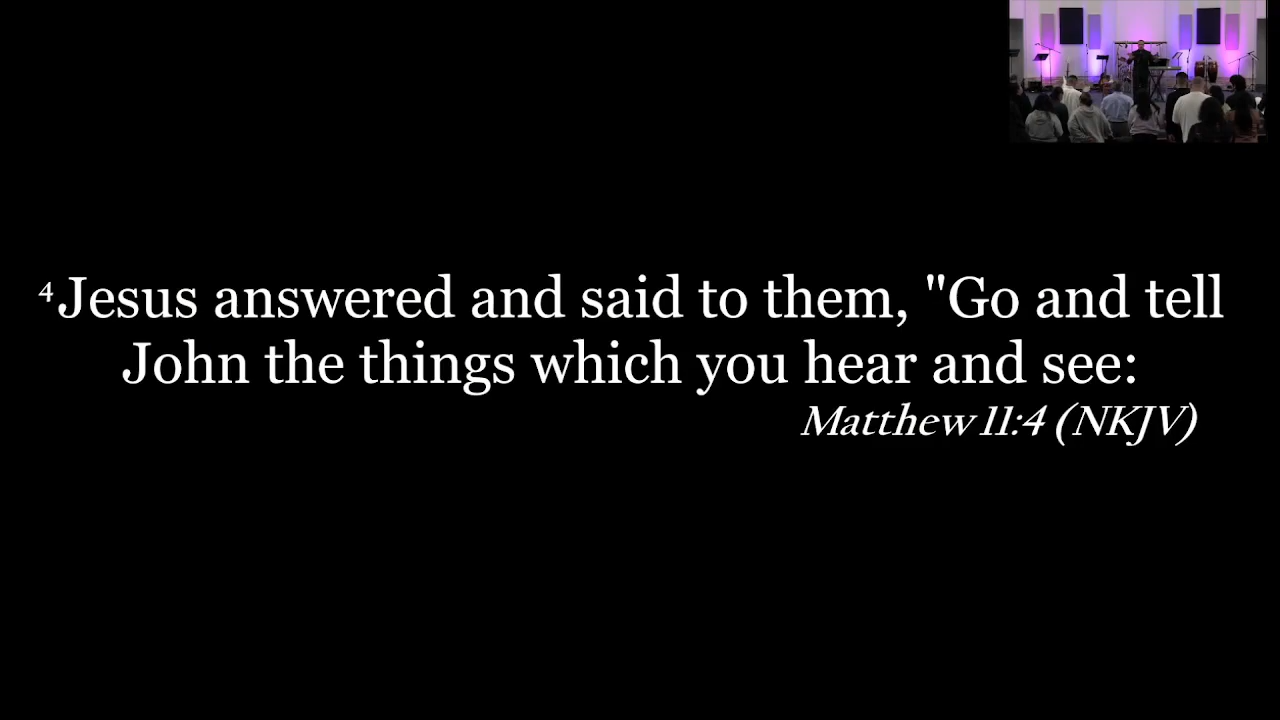 ⁴Jesus answered and said to them, "Go and tell
John the things which you hear and see:
Matthew 11:4 (NKJV)